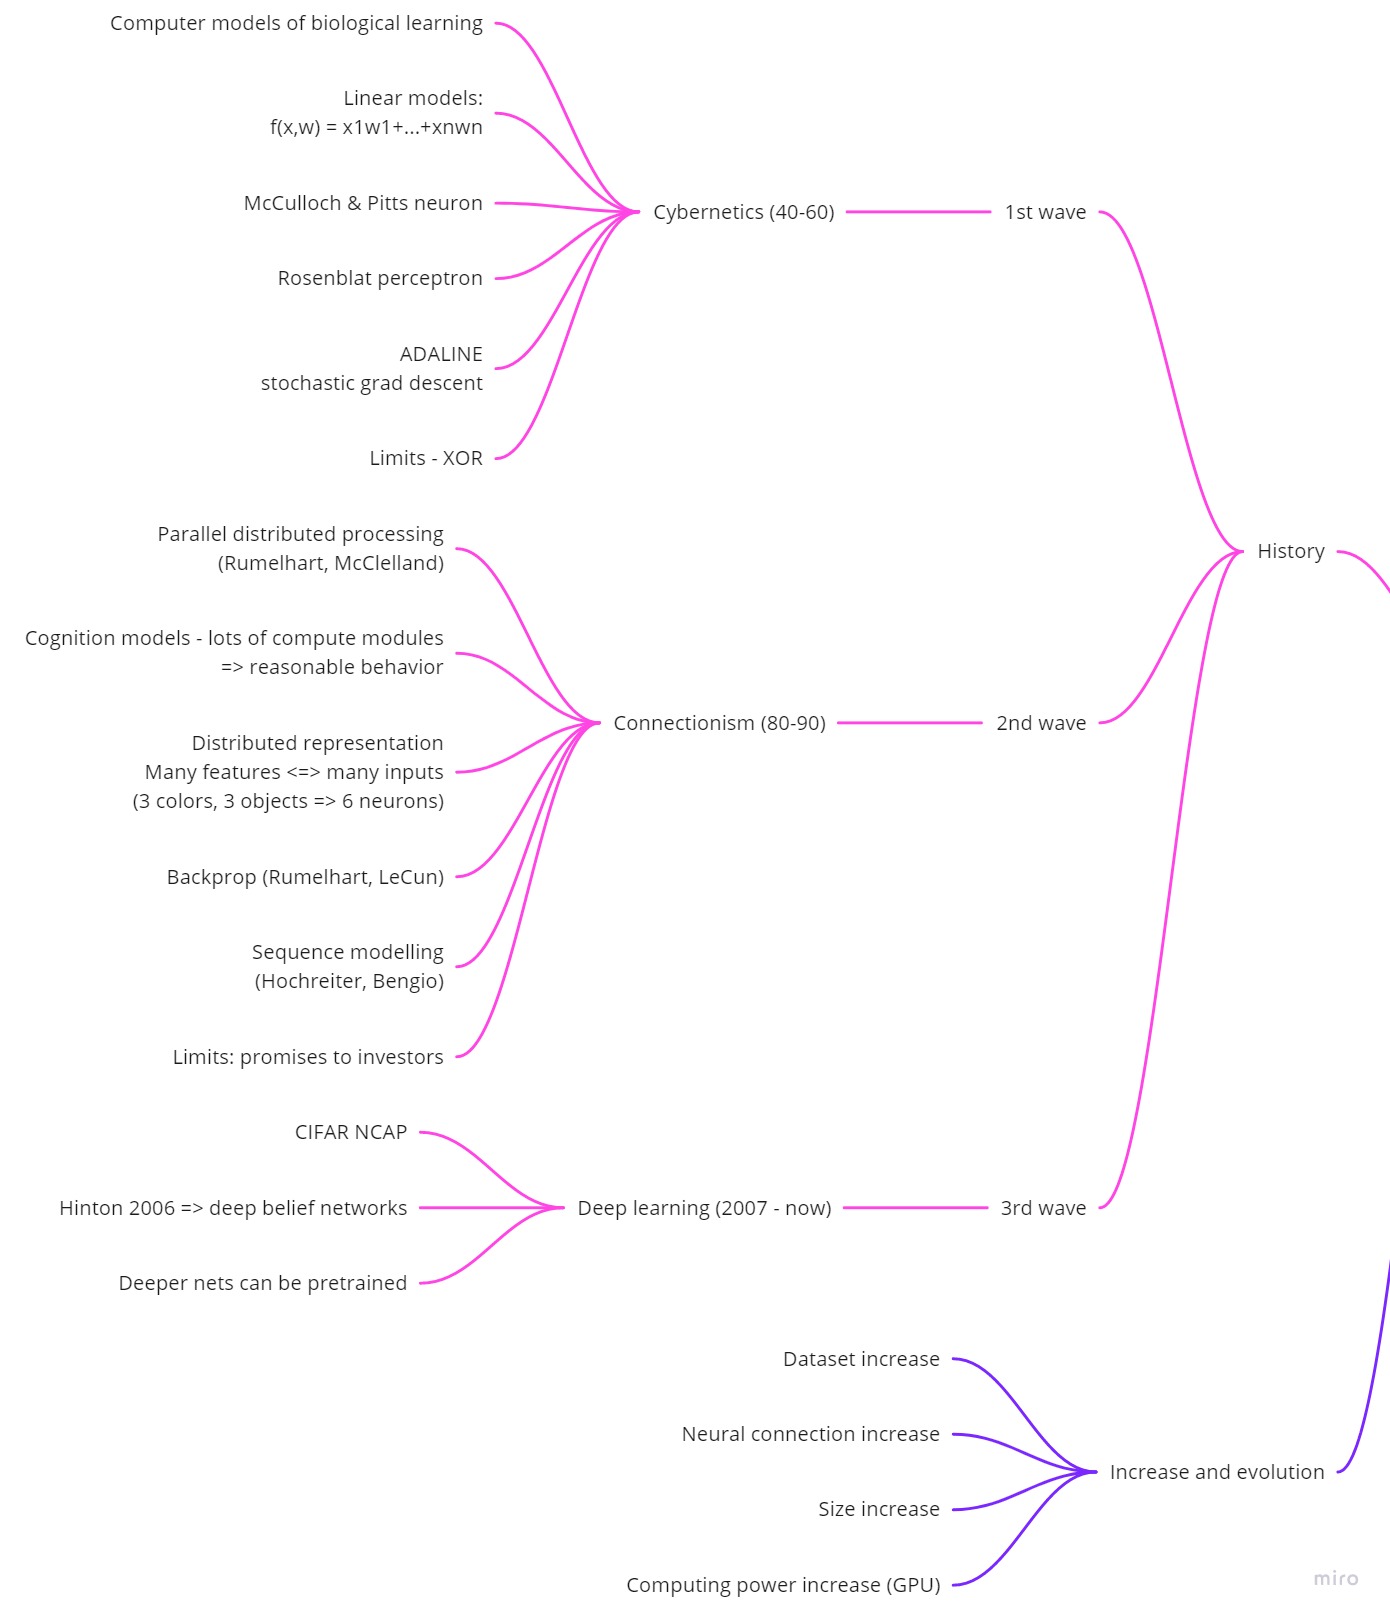 Computer models of biological learning
Linear models:
f(x,w) = x1w1+...+xnwn
McCulloch & Pitts neuron
Rosenblat perceptron
ADALINE
stochastic grad descent
Limits - XOR
Cybernetics (40-60)
1st wave
Parallel distributed processing
(Rumelhart, McClelland)
Cognition models - lots of compute modules
=> reasonable behavior
Distributed representation
Many features <=> many inputs
(3 colors, 3 objects => 6 neurons)
Backprop (Rumelhart, LeCun)
Sequence modelling
(Hochreiter, Bengio)
Limits: promises to investors
Connectionism (80-90)
2nd wave
CIFAR NCAP
Hinton 2006 => deep belief networks
Deeper nets can be pretrained
Deep learning (2007 - now)
3rd wave
History
Dataset increase
Neural connection increase
Size increase
Computing power increase (GPU)
Increase and evolution
miro